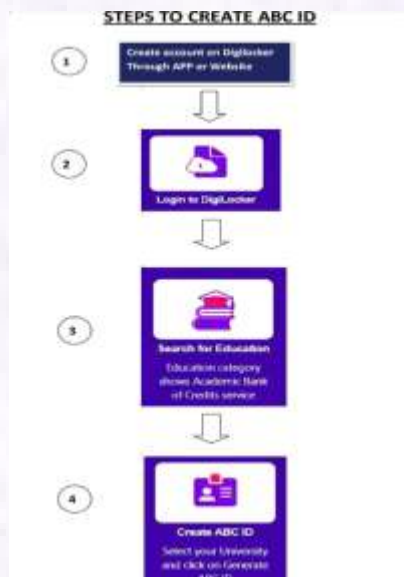 STEPS TO CREATE ABC ID
1
Create account on Digilocker
Through APP or Website
2
Login to DigiLocker
3
Search for Education
Education category
shows Academic Bank
of Credits service
4
Create ABC ID
Select your University
and click on Generate
ABC ID